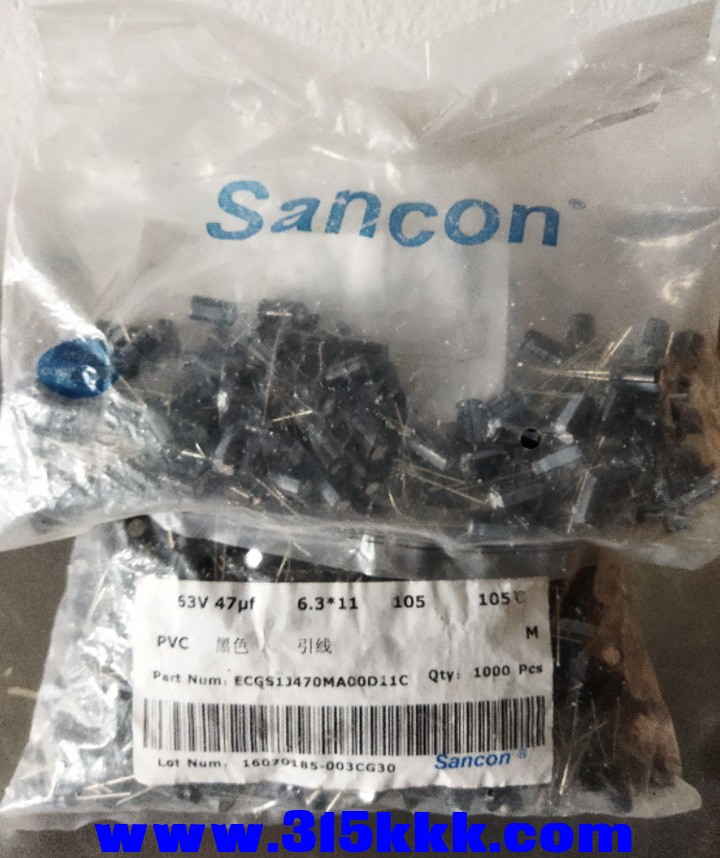 Sancon®
63V 47μf 6.3*11 105 105℃
PVC 黑色 引线 M
Part Num: ECGS1J470MA00D11C Qty: 1000 Pcs
Lot Num: 16079185-003CG30 Sancon®
www.315kkk.com